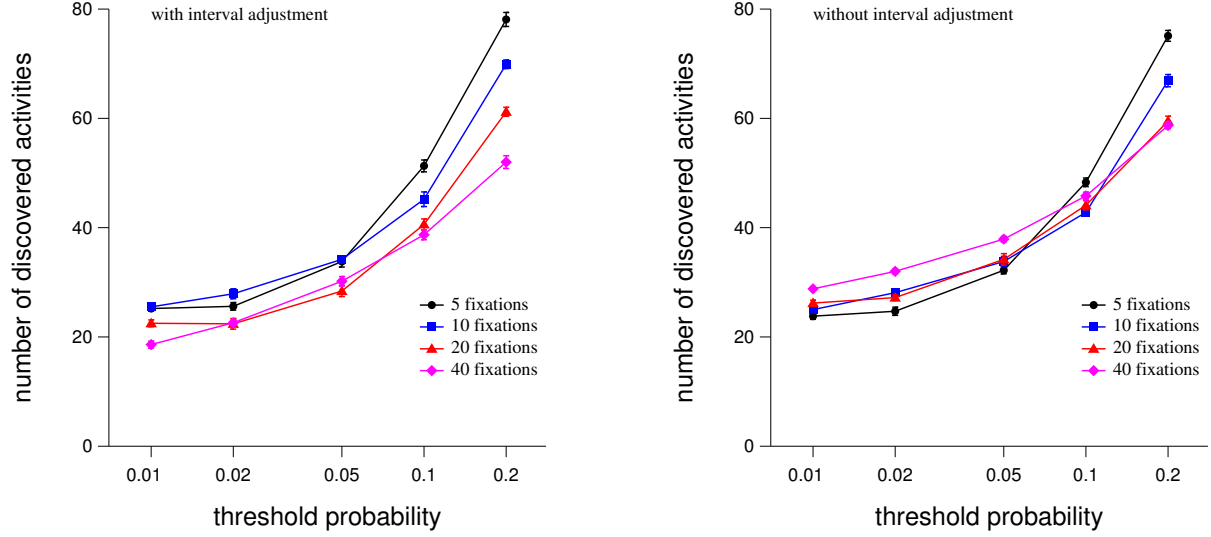 with interval adjustment
number of discovered activities
80
60
40
20
0
5 fixations
10 fixations
20 fixations
40 fixations
0.01 0.02 0.05 0.1 0.2
threshold probability
without interval adjustment
number of discovered activities
80
60
40
20
0
5 fixations
10 fixations
20 fixations
40 fixations
0.01 0.02 0.05 0.1 0.2
threshold probability